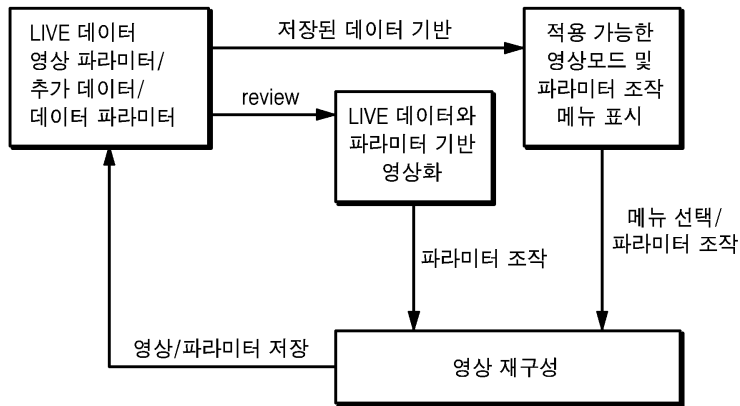 LIVE 데이터
영상 파라미터/
추가 데이터/
데이터 파라미터
저장된 데이터 기반
적용 가능한
영상모드 및
파라미터 조작
메뉴 표시
review
LIVE 데이터와
파라미터 기반
영상화
파라미터 조작
메뉴 선택/
파라미터 조작
영상/파라미터 저장
영상 재구성